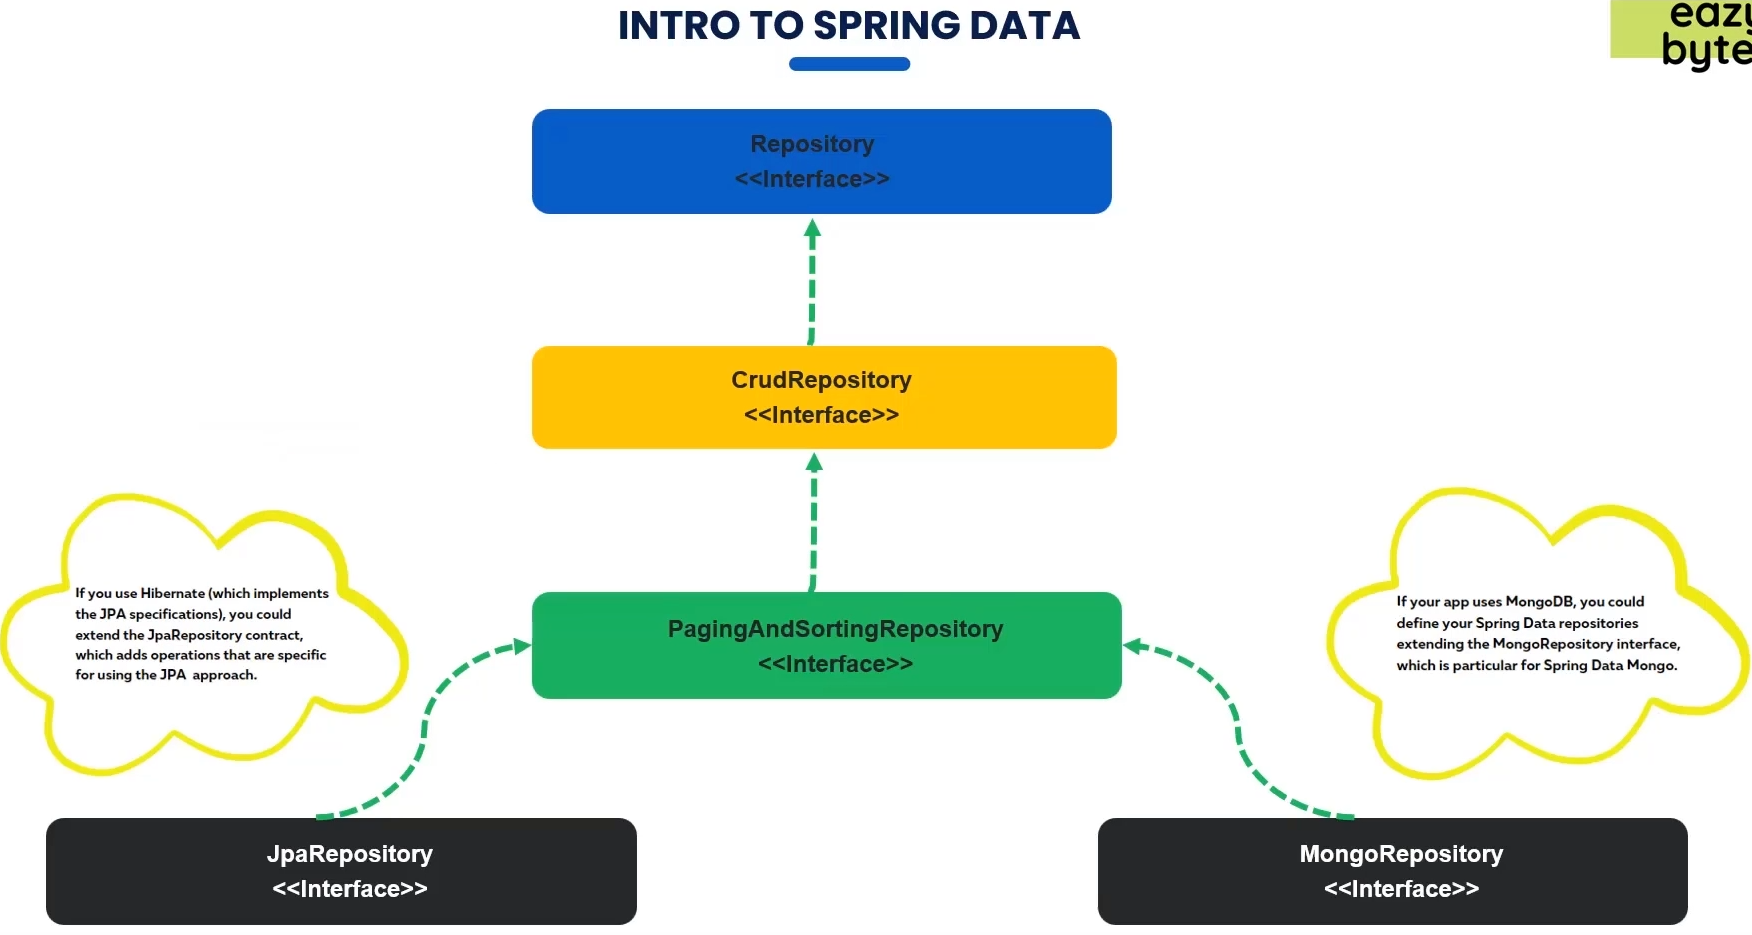 INTRO TO SPRING DATA
eazy
byte
Repository
<<Interface>>
CrudRepository
<<Interface>>
PagingAndSortingRepository
<<Interface>>
If you use Hibernate (which implements
the JPA specifications), you could
extend the JpaRepository contract,
which adds operations that are specific
for using the JPA approach.
If your app uses MongoDB, you could
define your Spring Data repositories
extending the MongoRepository interface,
which is particular for Spring Data Mongo.
JpaRepository
<<Interface>>
MongoRepository
<<Interface>>